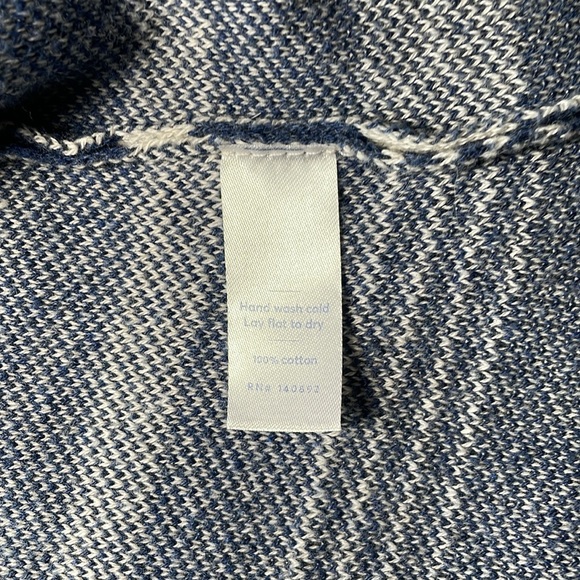 Hand wash cold
Lay flat to dry
100% cotton
RN# 140692